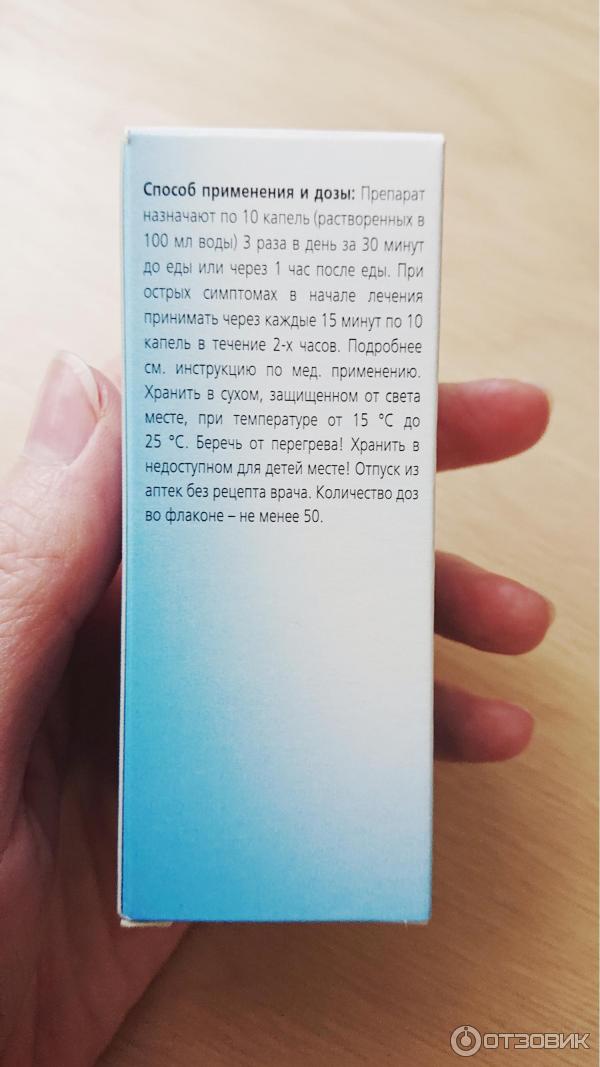 Способ применения и дозы: Препарат
назначают по 10 капель (растворенных в
100 мл воды) 3 раза в день за 30 минут
до еды или через 1 час после еды. При
острых симптомах в начале лечения
принимать через каждые 15 минут по 10
капель в течение 2-х часов. Подробнее
см. инструкцию по мед. применению.
Хранить в сухом, защищенном от света
месте, при температуре от 15 °С до
25 °С. Беречь от перегрева! Хранить в
недоступном для детей месте! Отпуск из
аптек без рецепта врача. Количество доз
во флаконе – не менее 50.
ОТЗОВИК